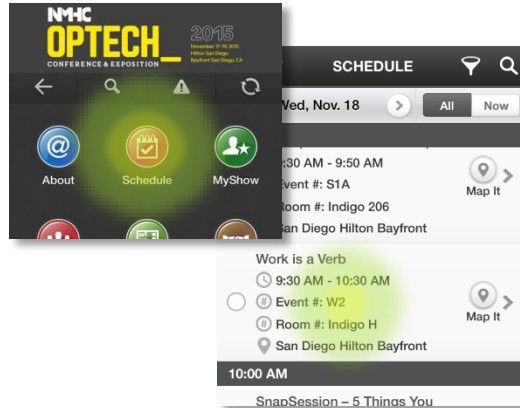 NMHC
OPTECH_
CONFERENCE & EXPOSITION
2015
November 17-19, 2015
Hilton San Diego
Bayfront San Diego, CA
About
Schedule
MyShow
SCHEDULE
Wed, Nov. 18
All
Now
:30 AM - 9:50 AM
Event #: S1A
Room #: Indigo 206
San Diego Hilton Bayfront
Map It
Work is a Verb
9:30 AM - 10:30 AM
Event #: W2
Room #: Indigo H
San Diego Hilton Bayfront
Map It
10:00 AM
SnapSession – 5 Things You